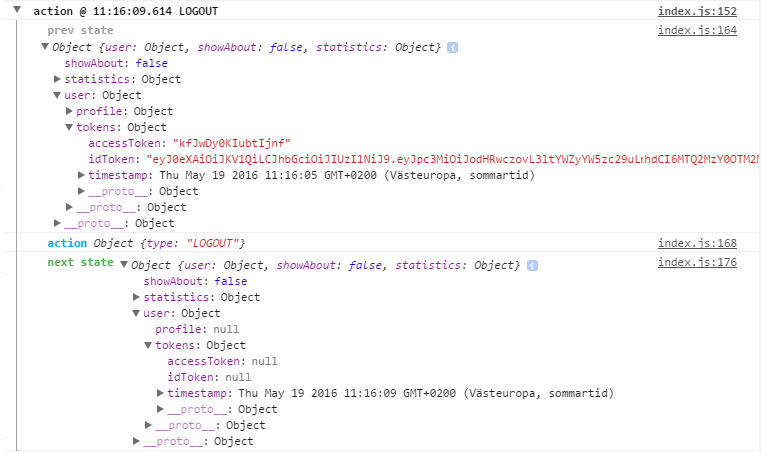 action @ 11:16:09.614 LOGOUT index.js:152
prev state index.js:164
Object {user: Object, showAbout: false, statistics: Object} i
showAbout: false
statistics: Object
user: Object
profile: Object
tokens: Object
accessToken: "kfJwDy0KIubtIjnf"
timestamp: Thu May 19 2016 11:16:05 GMT+0200 (Västeuropa, sommartid)
__proto__: Object
__proto__: Object
__proto__: Object
action Object {type: "LOGOUT"} index.js:168
next state Object {user: Object, showAbout: false, statistics: Object} i index.js:176
showAbout: false
statistics: Object
user: Object
profile: null
tokens: Object
accessToken: null
idToken: null
timestamp: Thu May 19 2016 11:16:09 GMT+0200 (Västeuropa, sommartid)
__proto__: Object
__proto__: Object
__proto__: Object